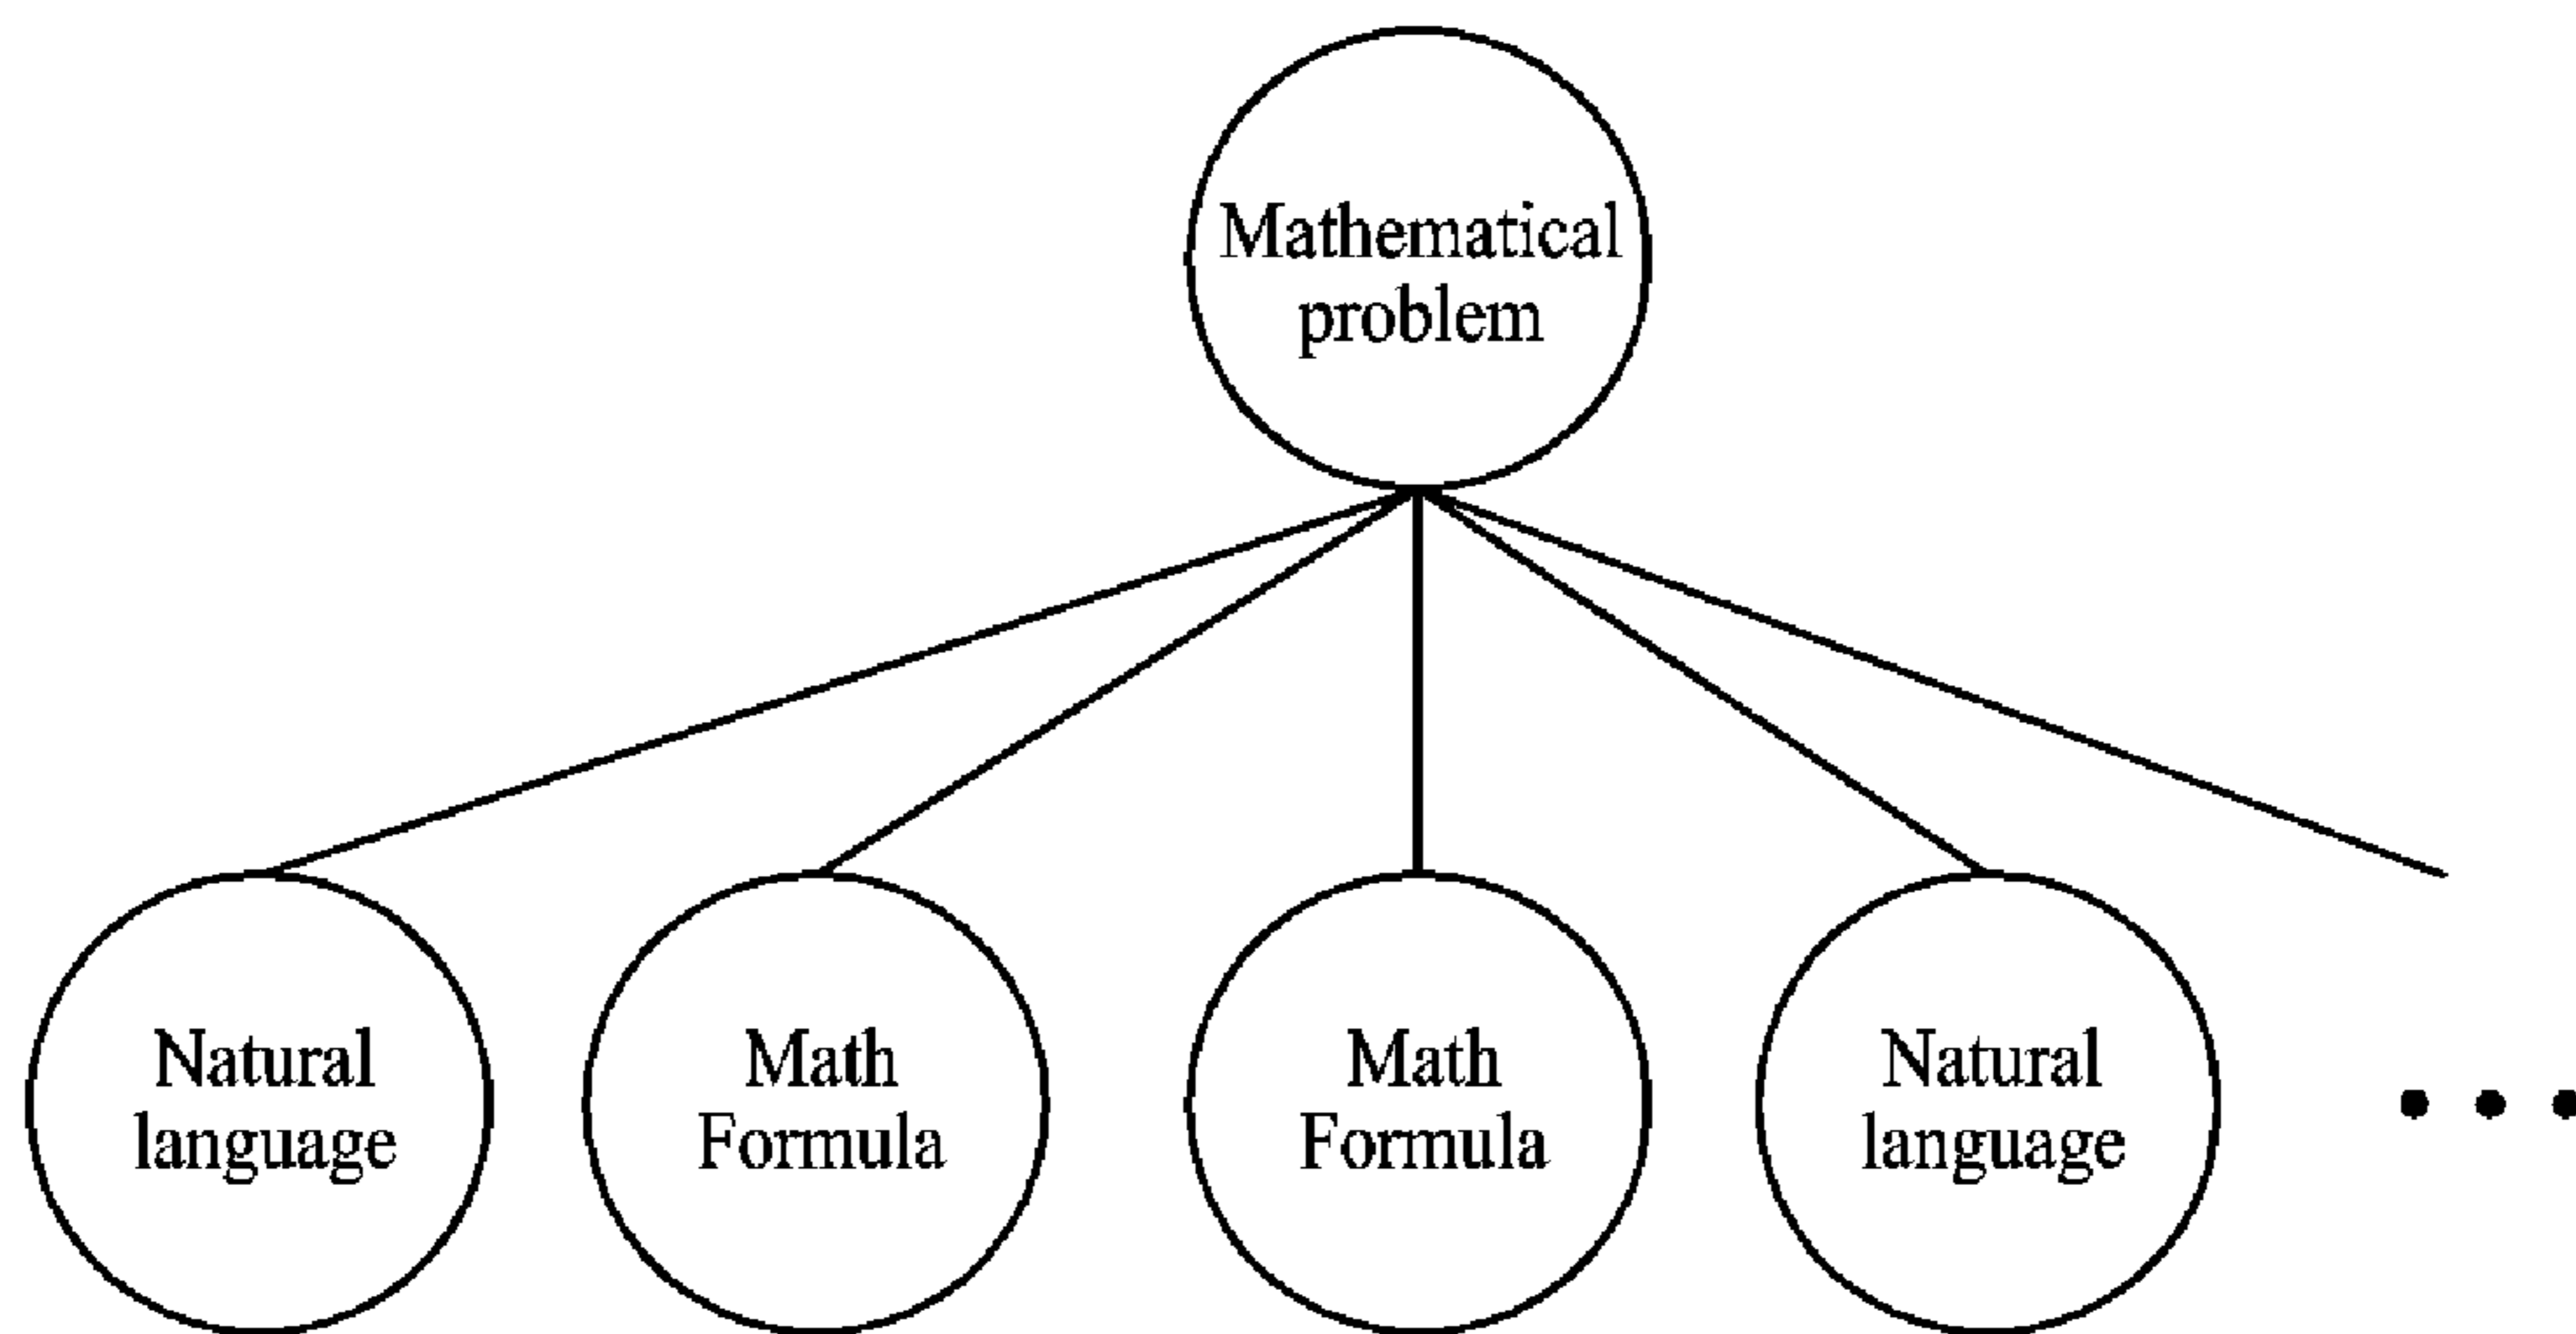 Mathematical
problem
Natural
language
Math
Formula
Math
Formula
Natural
language